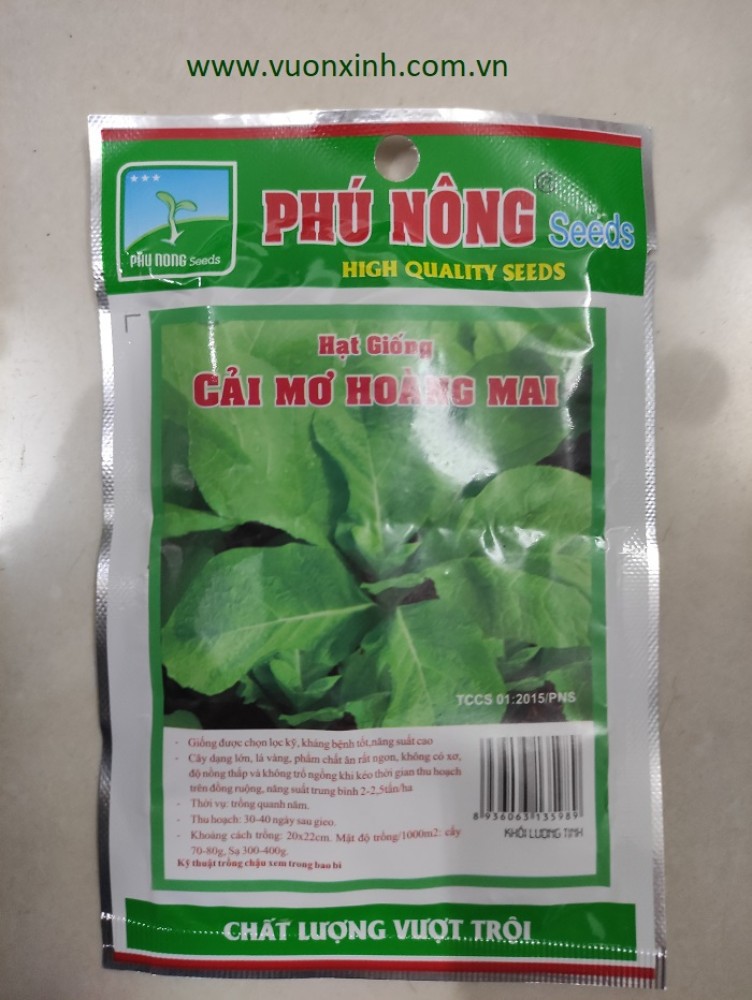 www.vuonxinh.com.vn
PHÚ NÔNG ® Seeds
PHU NONG Seeds
HIGH QUALITY SEEDS
Hạt Giống
CẢI MƠ HOÀNG MAI
TCCS 01:2015/PNS
- Giống được chọn lọc kỹ, kháng bệnh tốt,năng suất cao
- Cây dạng lớn, lá vàng, phẩm chất ăn rất ngon, không có xơ,
độ nồng thấp và không trổ ngồng khi kéo thời gian thu hoạch
trên đồng ruộng, năng suất trung bình 2-2,5tấn/ha
- Thời vụ: trồng quanh năm.
- Thu hoạch: 30-40 ngày sau gieo.
- Khoảng cách trồng: 20x22cm. Mật độ trồng/1000m2: cấy
70-80g, Sạ 300-400g.
Kỹ thuật trồng chậu xem trong bao bì
8 936063 135989
KHỐI LƯỢNG TỊNH
CHẤT LƯỢNG VƯỢT TRỘI